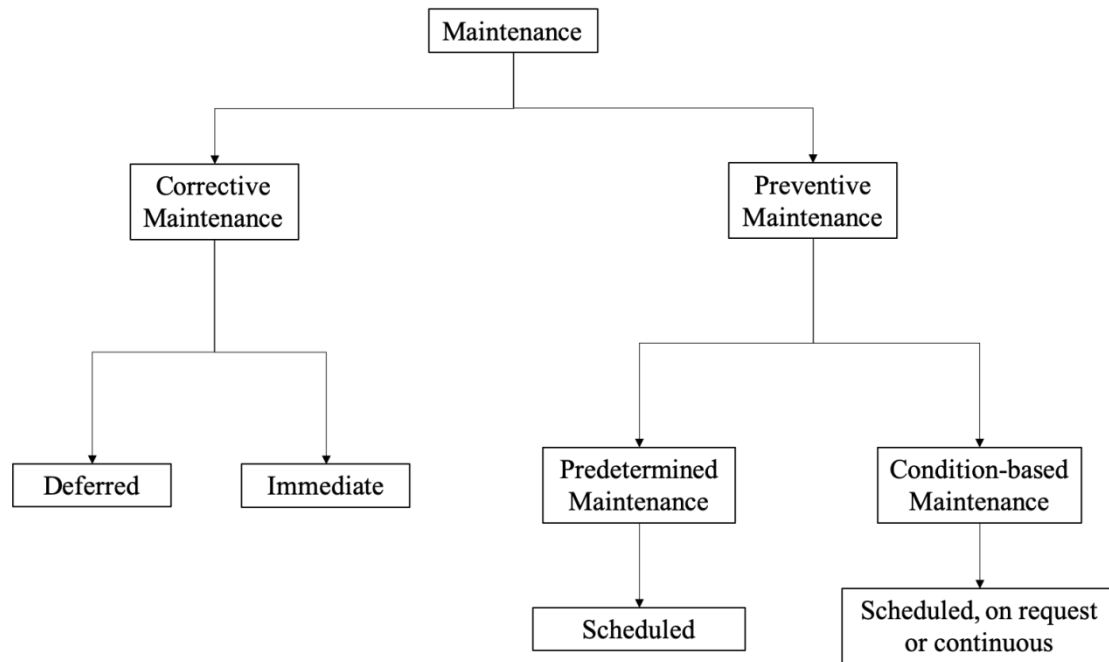 Maintenance
Corrective
Maintenance
Preventive
Maintenance
Deferred
Immediate
Predetermined
Maintenance
Condition-based
Maintenance
Scheduled
Scheduled, on request
or continuous